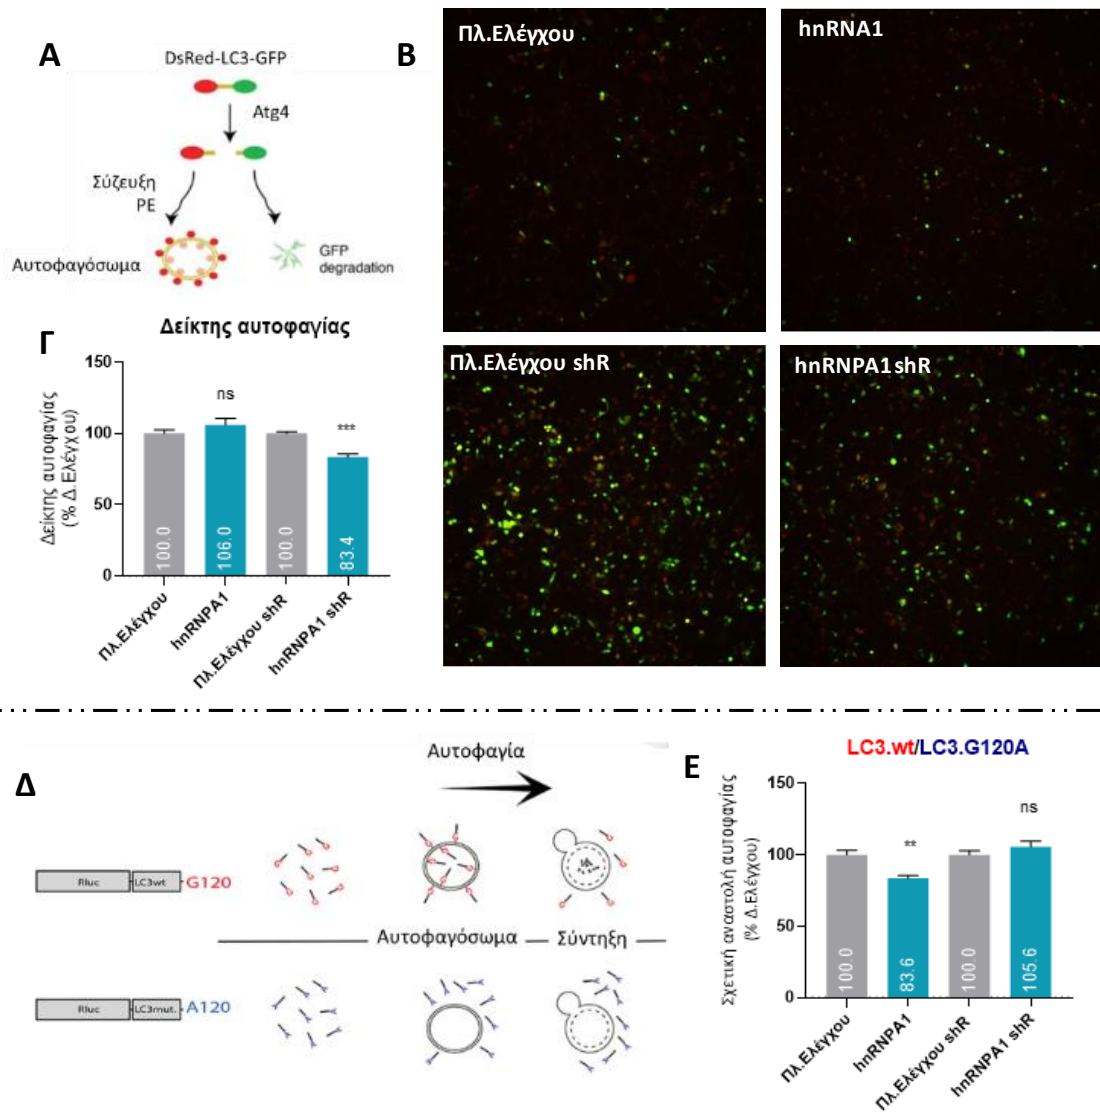 A
DsRed-LC3-GFP
Atg4
Σύζευξη
PE
Αυτοφαγόσωμα
GFP
degradation
B
Πλ.Ελέγχου
hnRNA1
Πλ.Ελέγχου shR
hnRNPA1 shR
Γ
Δείκτης αυτοφαγίας
Δείκτης αυτοφαγίας
(% Δ.Ελέγχου)
150
100
50
0
ns
***
100.0
106.0
100.0
83.4
Πλ.Ελέγχου
hnRNPA1
Πλ.Ελέγχου shR
hnRNPA1 shR
Δ
Αυτοφαγία
Rluc
LC3wt
G120
Αυτοφαγόσωμα
Σύντηξη
Rluc
LC3mut.
A120
E
LC3.wt/LC3.G120A
Σχετική αναστολή αυτοφαγίας
(% Δ.Ελέγχου)
150
100
50
0
**
ns
100.0
83.6
100.0
105.6
Πλ.Ελέγχου
hnRNPA1
Πλ.Ελέγχου shR
hnRNPA1 shR